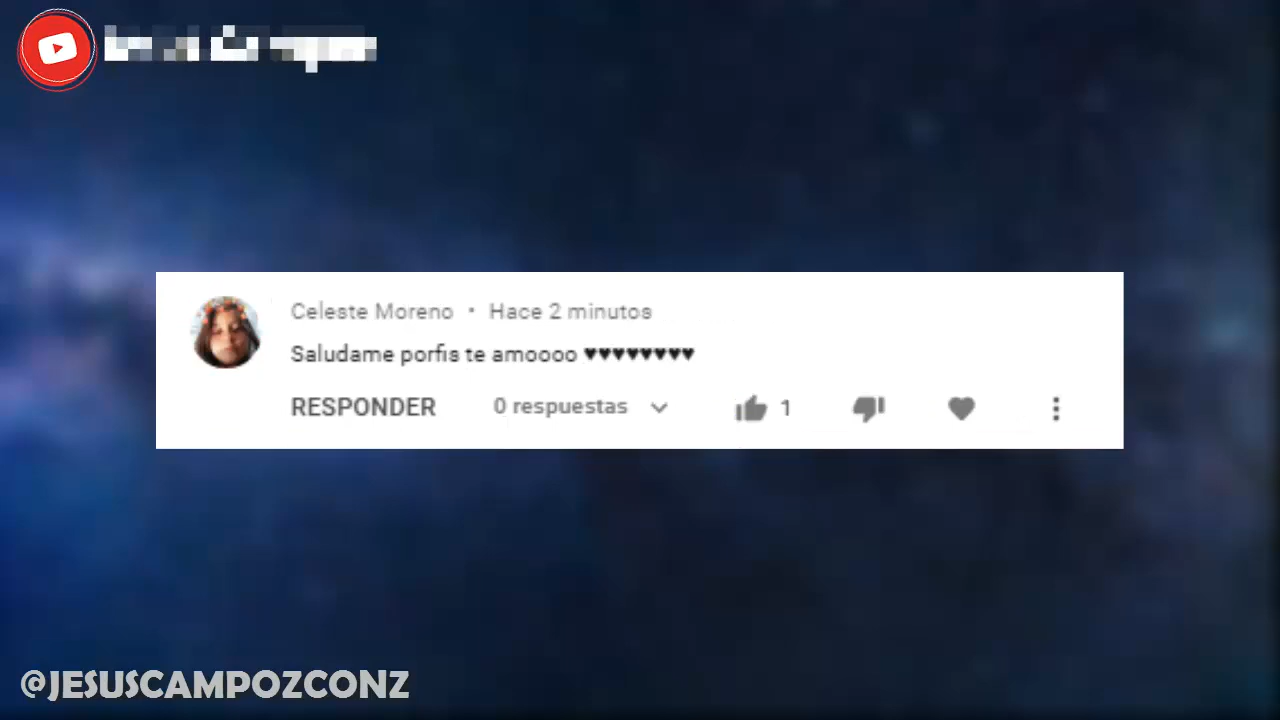 Celeste Moreno • Hace 2 minutos
Saludame porfis te amoooo ♥♥♥♥♥♥♥♥
RESPONDER 0 respuestas 1
@JESUSCAMPOZCONZ